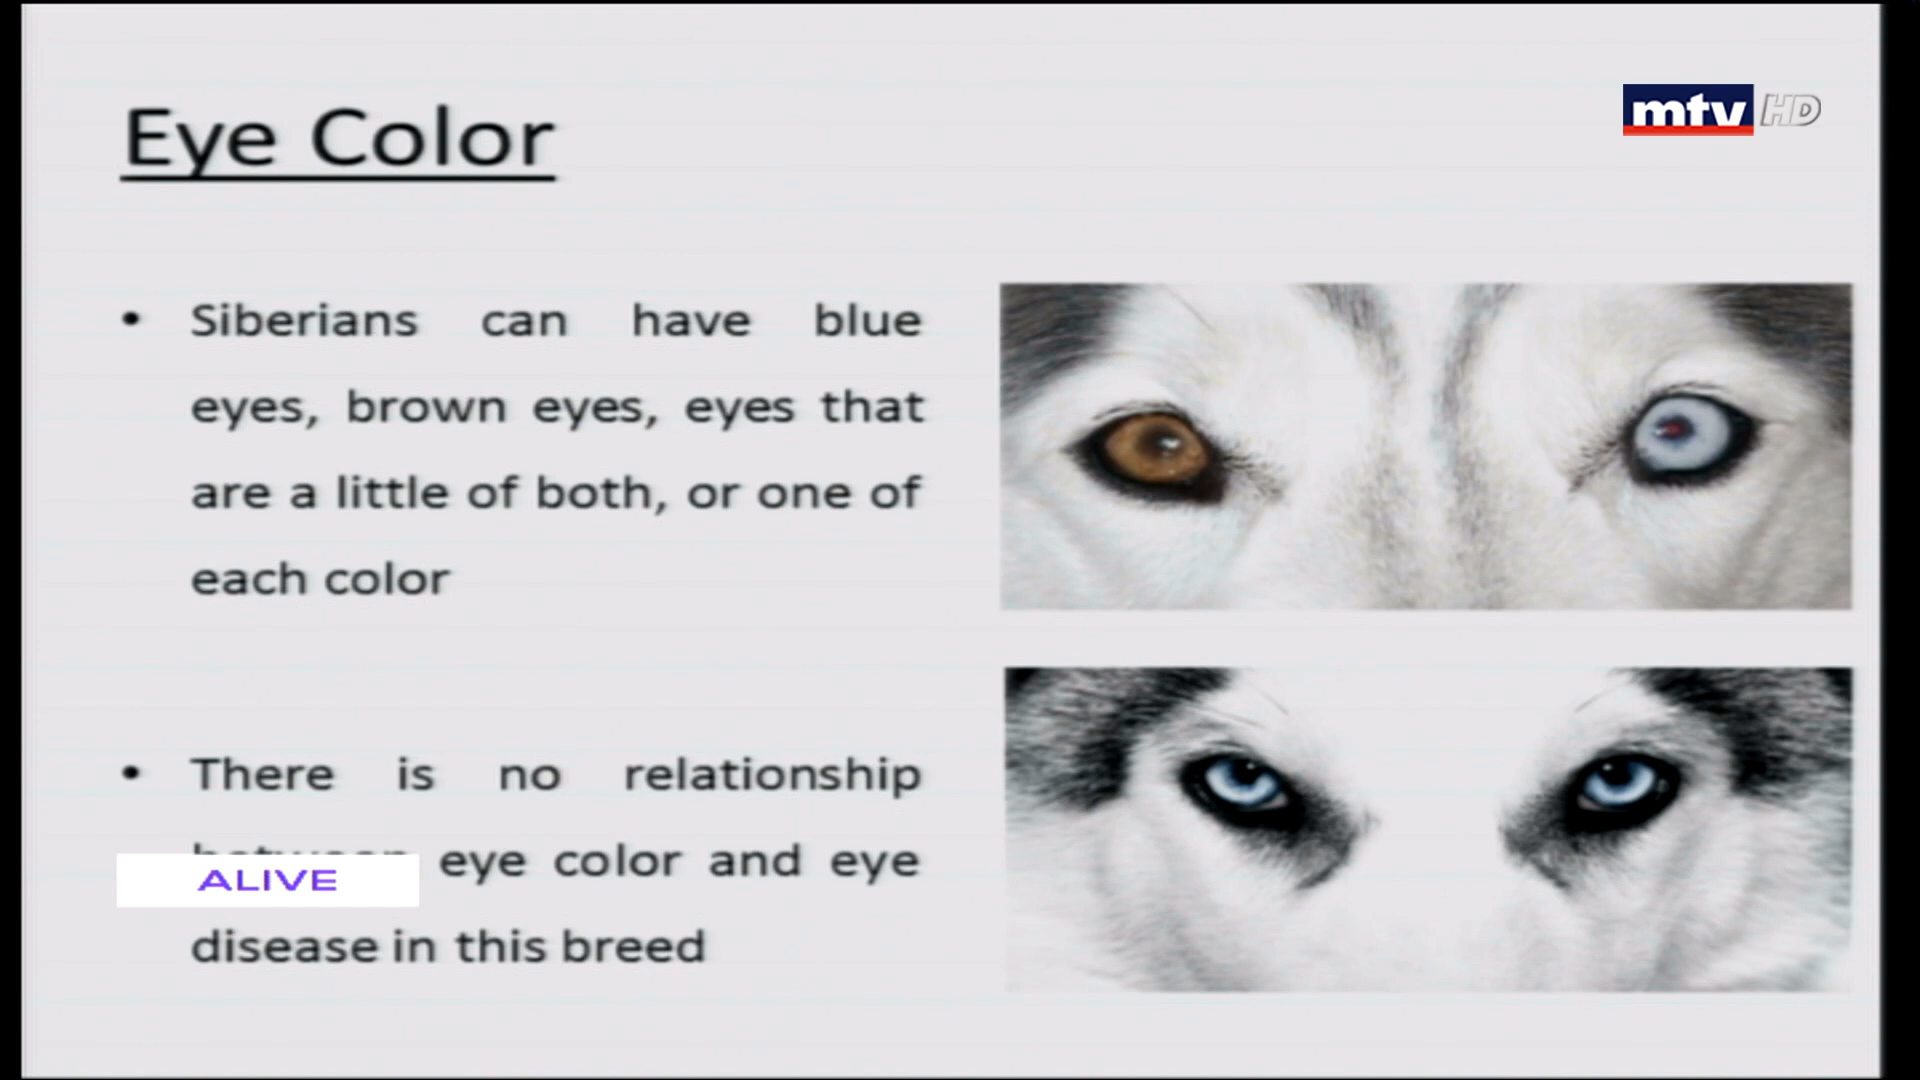 Eye Color
mtv HD
• Siberians can have blue
eyes, brown eyes, eyes that
are a little of both, or one of
each color
• There is no relationship
between eye color and eye
ALIVE
disease in this breed